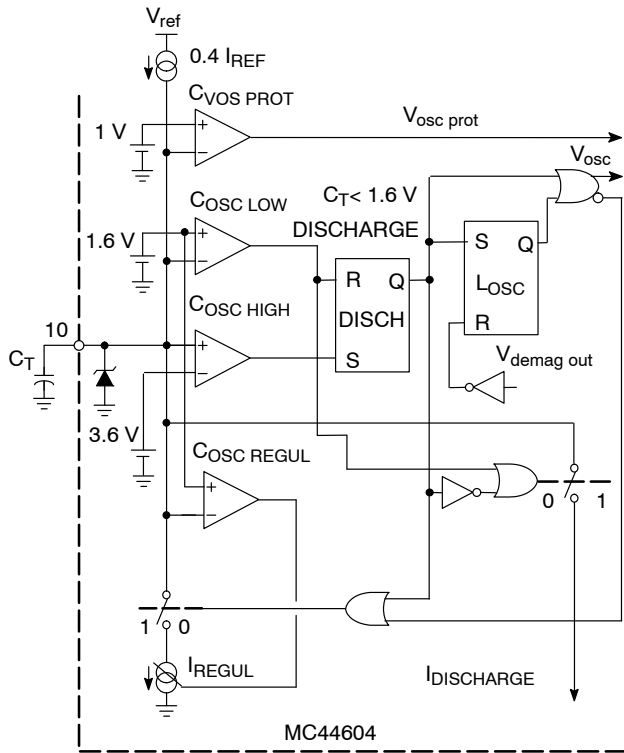 Vref
0.4 IREF
CVOS PROT
1 V
+
−
Vosc prot
Vosc
COSC LOW
CT< 1.6 V
DISCHARGE
1.6 V
+
−
S Q
LOSC
R
R Q
DISCH
S
COSC HIGH
10
CT
+
−
Vdemag out
3.6 V
COSC REGUL
+
−
0 1
1 0
IREGUL
IDISCHARGE
MC44604